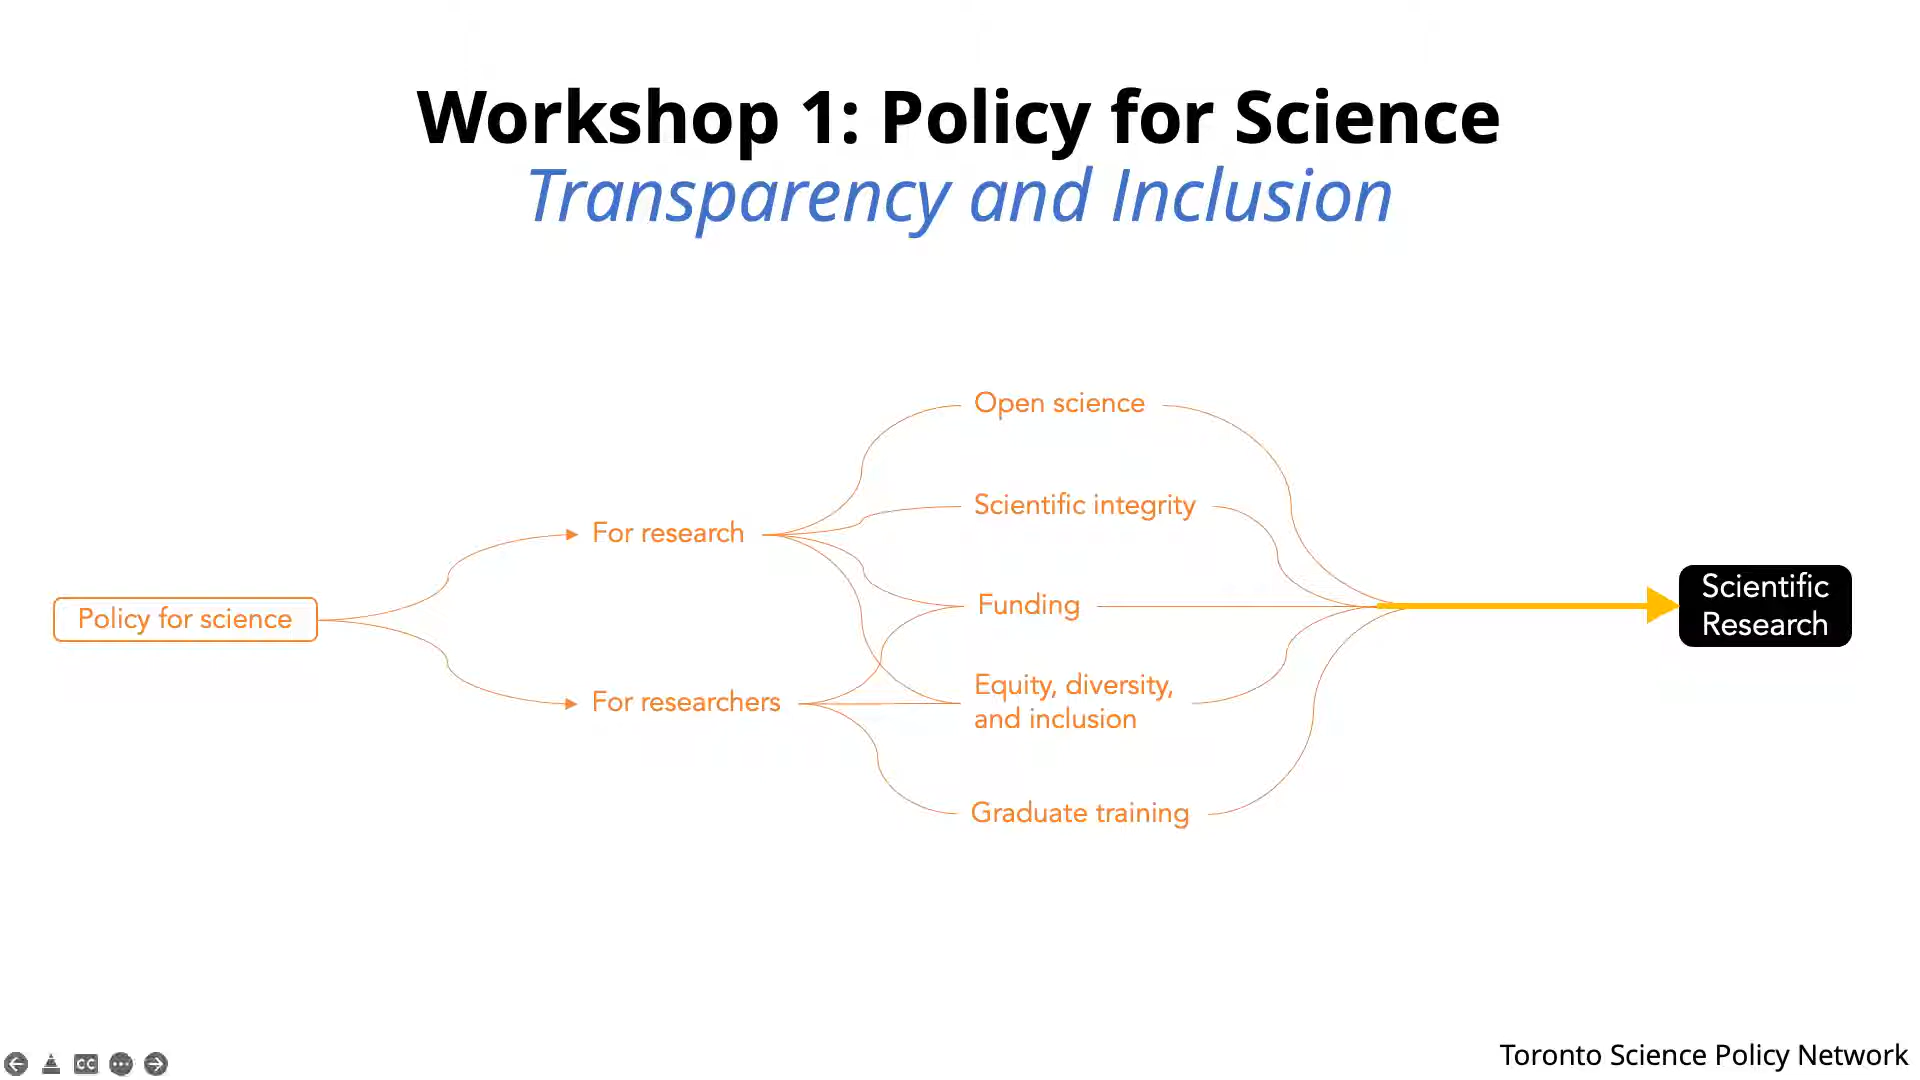 Workshop 1: Policy for Science
Transparency and Inclusion
Open science
Scientific integrity
For research
Funding
Policy for science
Scientific
Research
Equity, diversity,
and inclusion
For researchers
Graduate training
CC
Toronto Science Policy Network